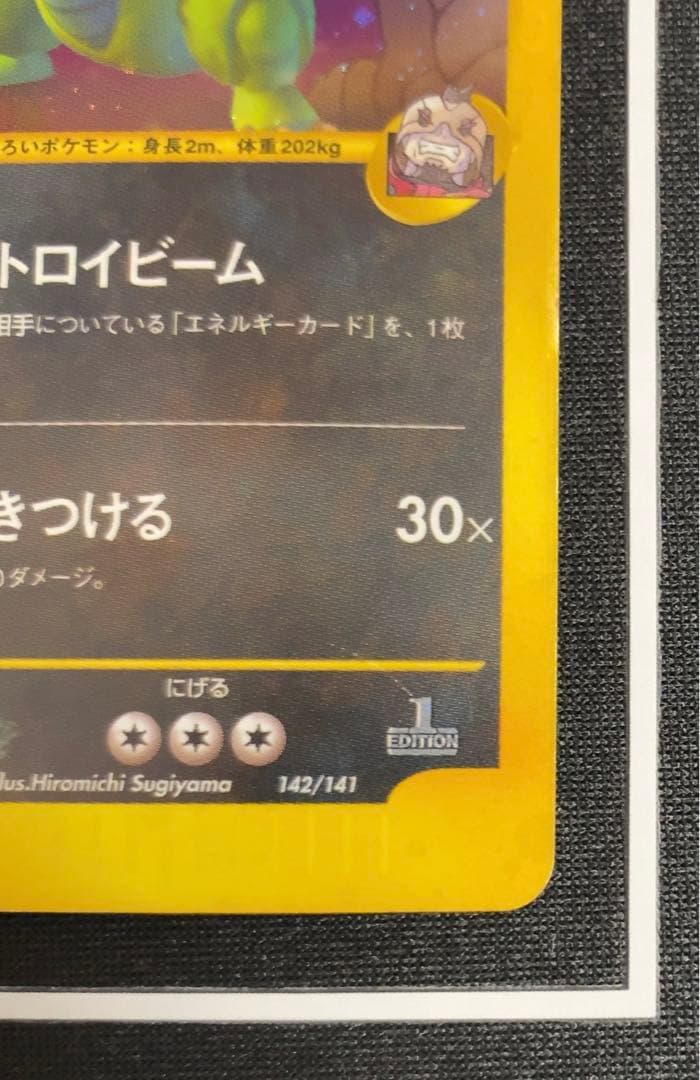 ろいポケモン：身長2m、体重202kg
トロイビーム
相手についている「エネルギーカード」を、1枚
きつける
30×
ダメージ。
にげる
1
EDITION
lus.Hiromichi Sugiyama 142/141